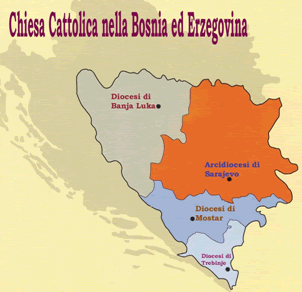 Chiesa Cattolica nella Bosnia ed Erzegovina
Diocesi di
Banja Luka
Arcidiocesi di
Sarajevo
Diocesi di
Mostar
Diocesi di
Trebinje